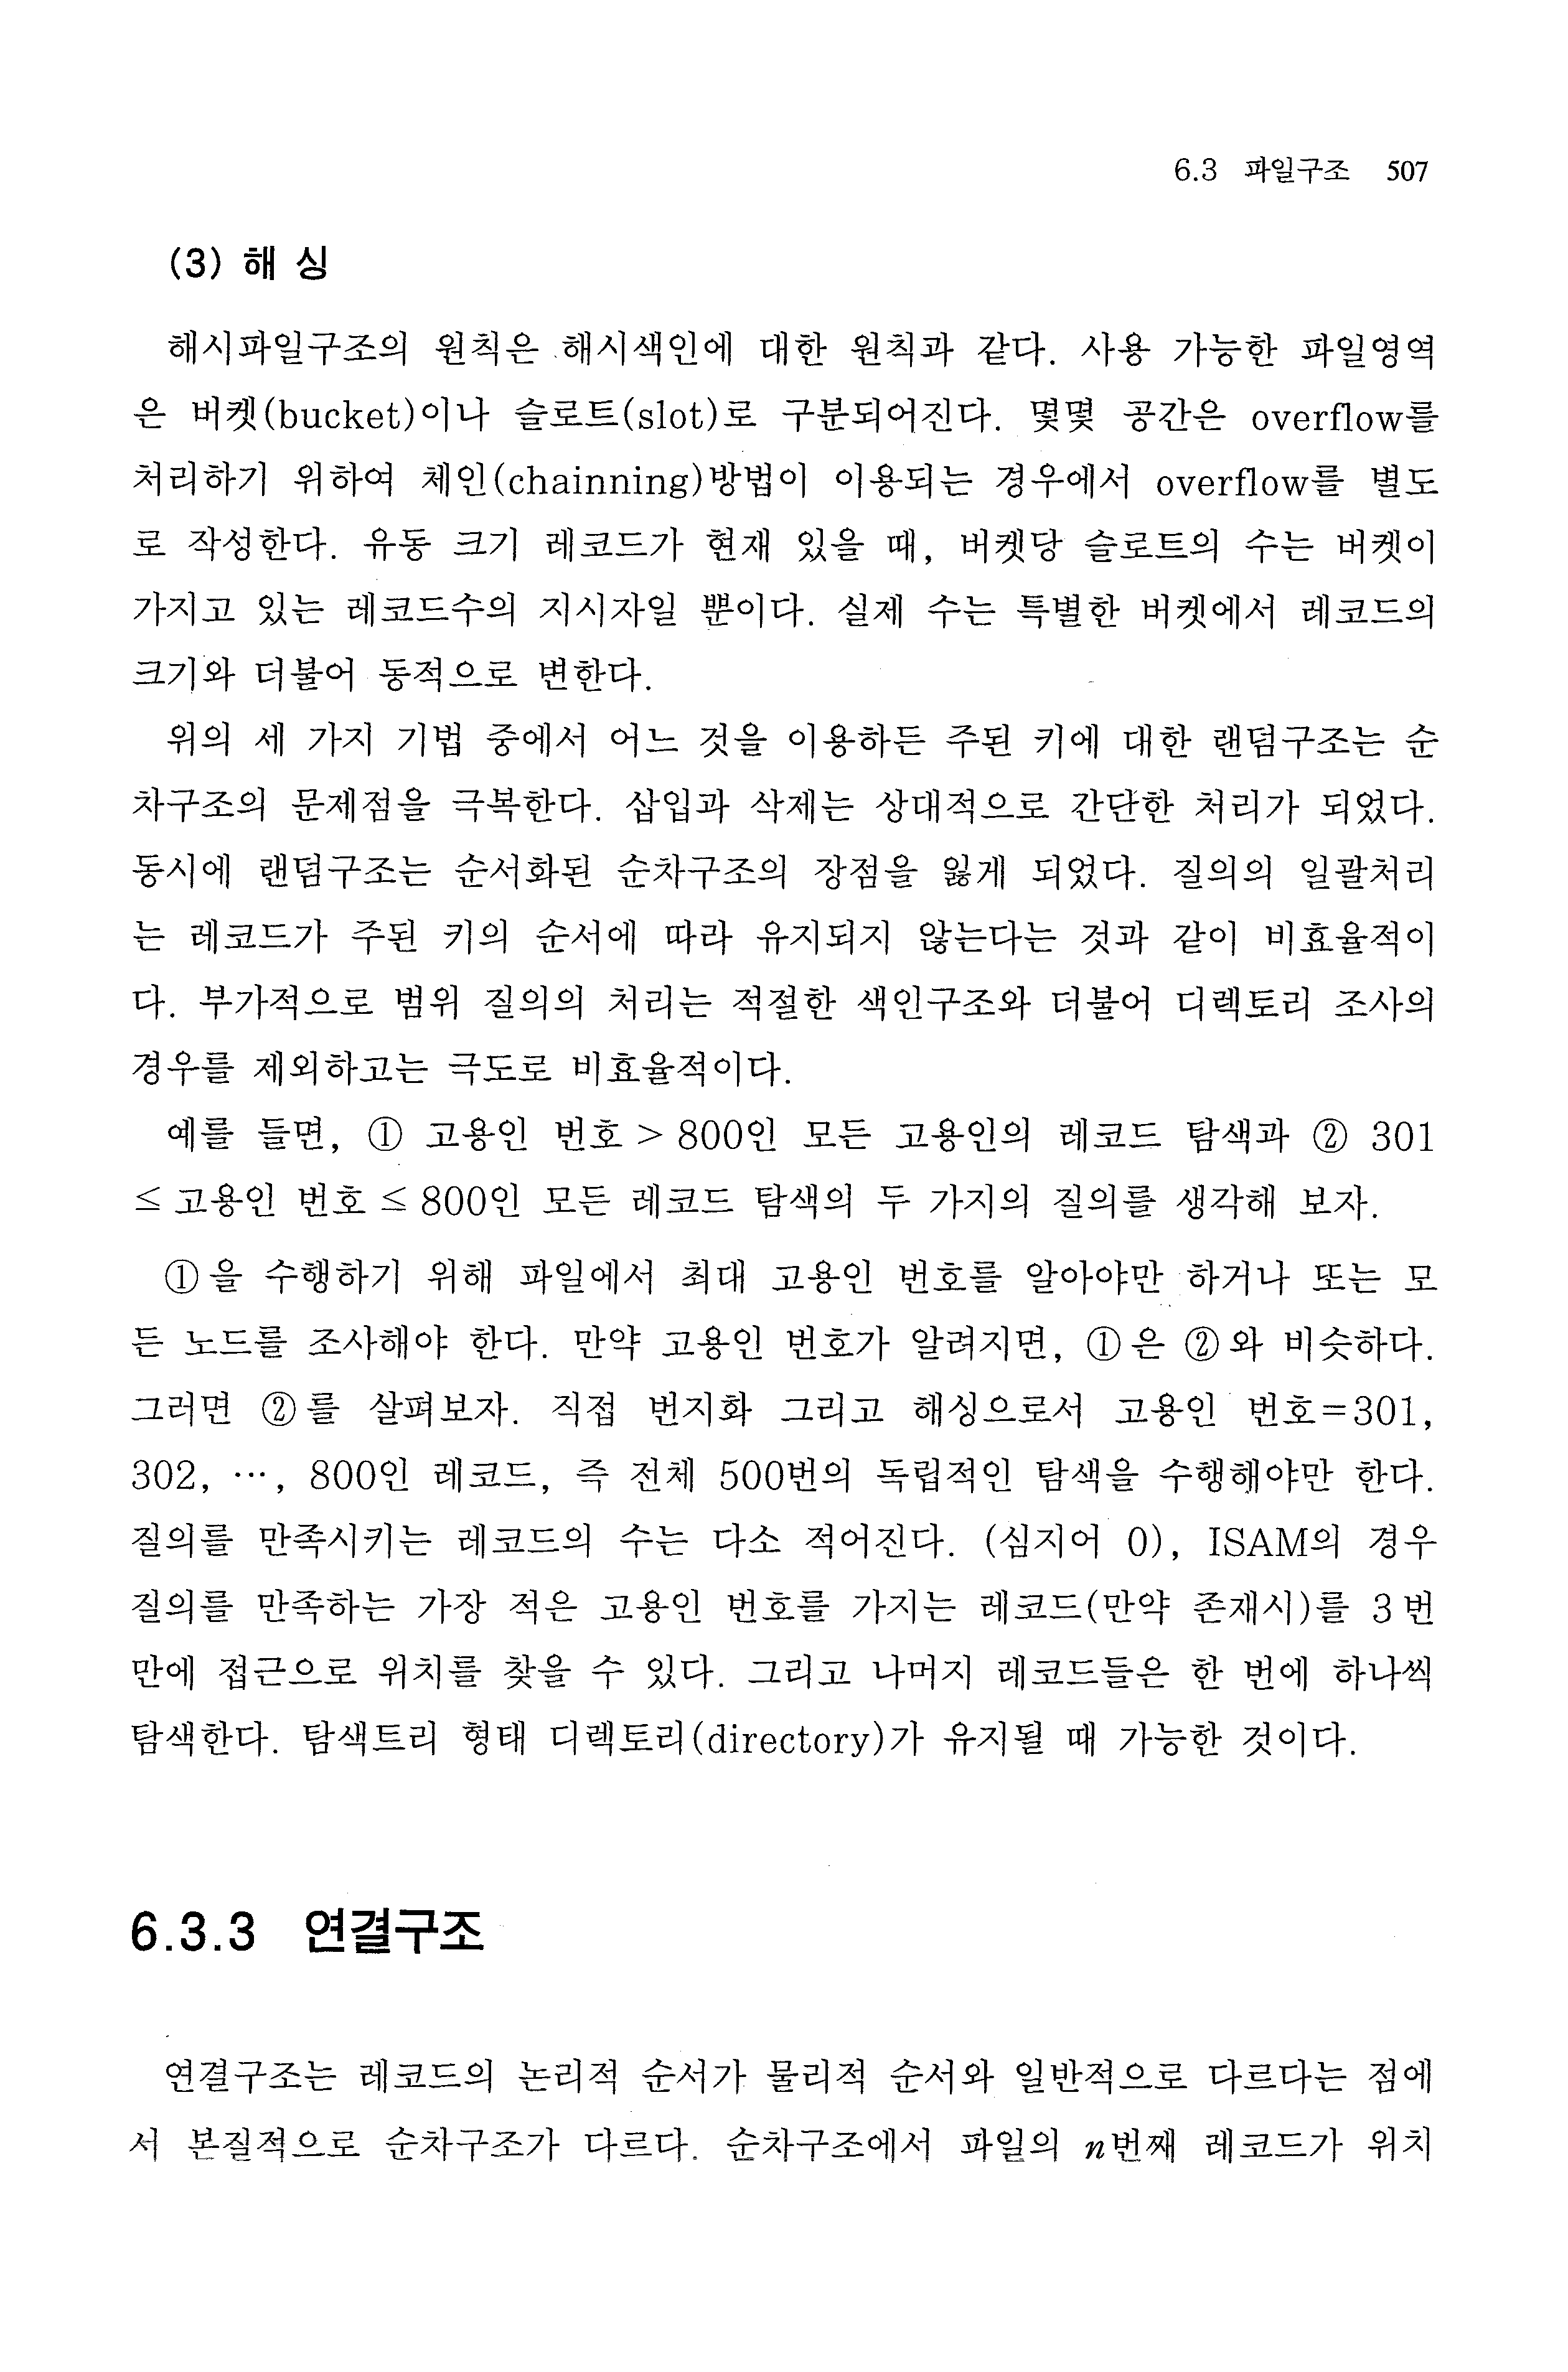 6.3 파일구조 507
(3) 해 싱
해시파일구조의 원칙은 해시색인에 대한 원칙과 같다. 사용 가능한 파일영역
은 버켓(bucket)이나 슬로트(slot)로 구분되어진다. 몇몇 공간은 overflow를
처리하기 위하여 체인(chainning)방법이 이용되는 경우에서 overflow를 별도
로 작성한다. 유동 크기 레코드가 현재 있을 때, 버켓당 슬로트의 수는 버켓이
가지고 있는 레코드수의 지시자일 뿐이다. 실제 수는 특별한 버켓에서 레코드의
크기와 더불어 동적으로 변한다.
위의 세 가지 기법 중에서 어느 것을 이용하든 주된 키에 대한 랜덤구조는 순
차구조의 문제점을 극복한다. 삽입과 삭제는 상대적으로 간단한 처리가 되었다.
동시에 랜덤구조는 순서화된 순차구조의 장점을 잃게 되었다. 질의의 일괄처리
는 레코드가 주된 키의 순서에 따라 유지되지 않는다는 것과 같이 비효율적이
다. 부가적으로 범위 질의의 처리는 적절한 색인구조와 더불어 디렉토리 조사의
경우를 제외하고는 극도로 비효율적이다.
예를 들면, ① 고용인 번호 > 800인 모든 고용인의 레코드 탐색과 ② 301
≤ 고용인 번호 ≤ 800인 모든 레코드 탐색의 두 가지의 질의를 생각해 보자.
①을 수행하기 위해 파일에서 최대 고용인 번호를 알아야만 하거나 또는 모
든 노드를 조사해야 한다. 만약 고용인 번호가 알려지면, ①은 ②와 비슷하다.
그러면 ②를 살펴보자. 직접 번지화 그리고 해싱으로서 고용인 번호=301,
302, …, 800인 레코드, 즉 전체 500번의 독립적인 탐색을 수행해야만 한다.
질의를 만족시키는 레코드의 수는 다소 적어진다. (심지어 0), ISAM의 경우
질의를 만족하는 가장 적은 고용인 번호를 가지는 레코드(만약 존재시)를 3번
만에 접근으로 위치를 찾을 수 있다. 그리고 나머지 레코드들은 한 번에 하나씩
탐색한다. 탐색트리 형태 디렉토리(directory)가 유지될 때 가능한 것이다.
6.3.3 연결구조
연결구조는 레코드의 논리적 순서가 물리적 순서와 일반적으로 다르다는 점에
서 본질적으로 순차구조가 다르다. 순차구조에서 파일의 n번째 레코드가 위치